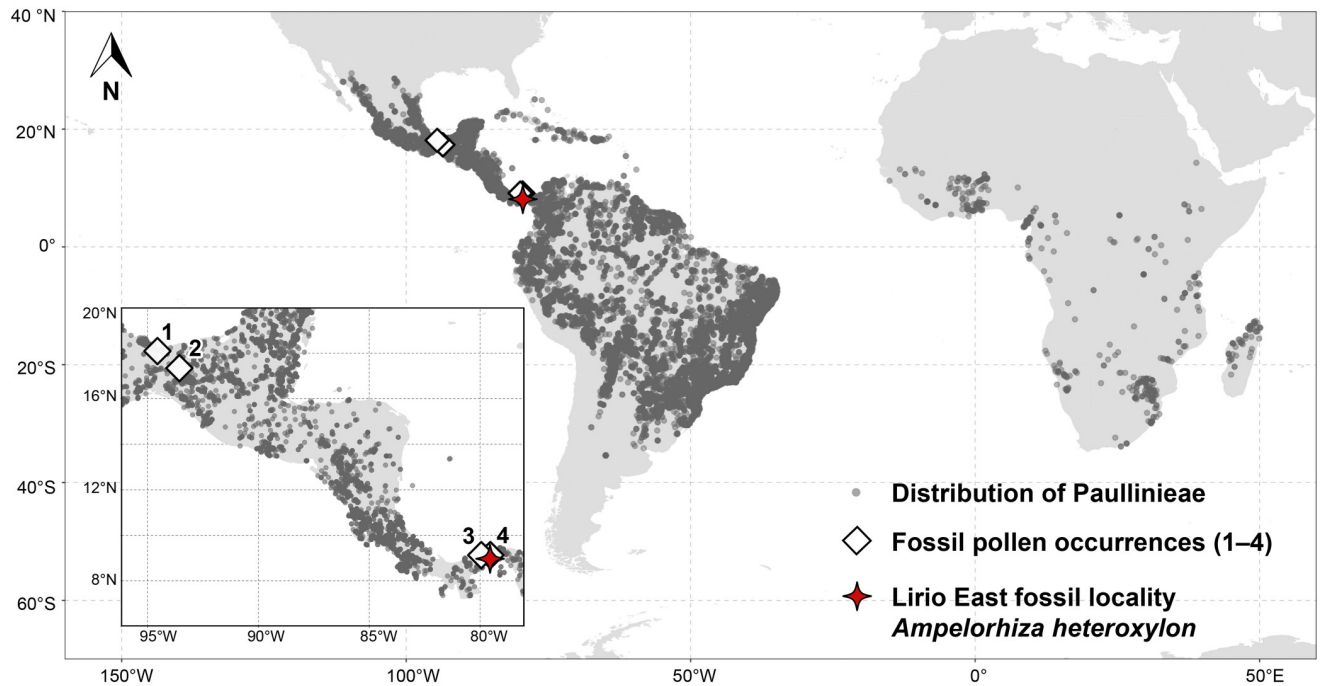 40 °N
20°N
0°
20°S
40°S
60°S
150°W
100°W
50°W
0°
50°E
N
20°N
16°N
12°N
8°N
95°W
90°W
85°W
80°W
1
2
3
4
Distribution of Paullinieae
Fossil pollen occurrences (1–4)
Lirio East fossil locality
Ampelorhiza heteroxylon